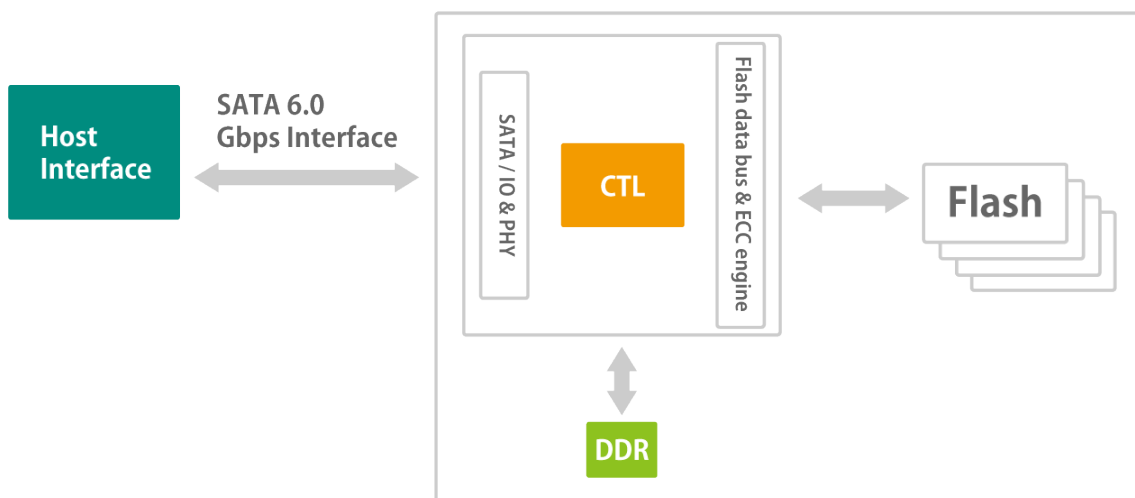 Host
Interface
SATA 6.0
Gbps Interface
SATA / IO & PHY
CTL
Flash data bus & ECC engine
Flash
DDR